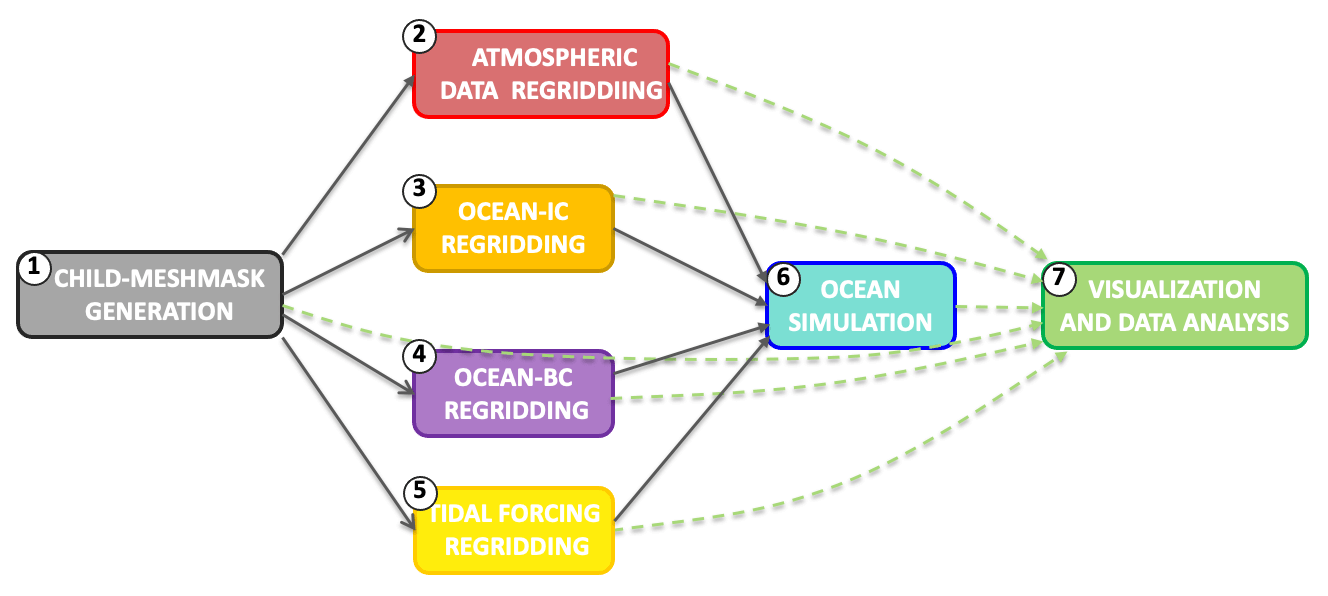 2
ATMOSPHERIC
DATA REGRIDDIING
3
OCEAN-IC
REGRIDDING
1
CHILD-MESHMASK
GENERATION
6
OCEAN
SIMULATION
7
VISUALIZATION
AND DATA ANALYSIS
4
OCEAN-BC
REGRIDDING
5
TIDAL FORCING
REGRIDDING